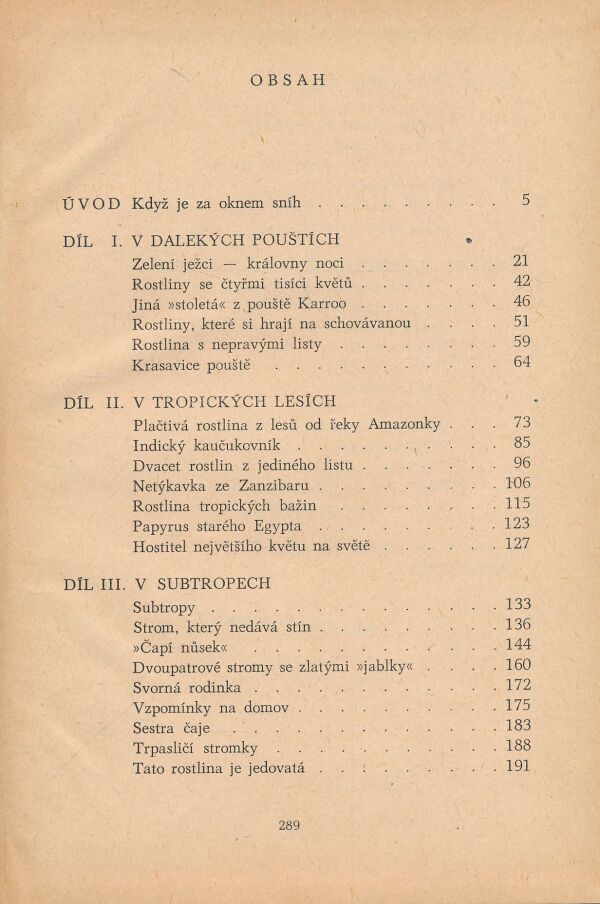 OBSAH
ÚVOD Když je za oknem sníh . . . . . . . . . 5
DÍL I. V DALEKÝCH POUŠTÍCH
Zelení ježci — královny noci . . . . . . . 21
Rostliny se čtyřmi tisíci květů . . . . . . . 42
Jiná »stoletá« z pouště Karroo . . . . . . . 46
Rostliny, které si hrají na schovávanou . . . . 51
Rostlina s nepravými listy . . . . . . . . 59
Krasavice pouště . . . . . . . . . . 64
DÍL II. V TROPICKÝCH LESÍCH
Plačtivá rostlina z lesů od řeky Amazonky . . . 73
Indický kaučukovník . . . . . . . . . 85
Dvacet rostlin z jediného listu . . . . . . . 96
Netýkavka ze Zanzibaru . . . . . . . . 106
Rostlina tropických bažin . . . . . . . 115
Papyrus starého Egypta . . . . . . . . 123
Hostitel největšího květu na světě . . . . . . 127
DÍL III. V SUBTROPECH
Subtropy . . . . . . . . . . . . . 133
Strom, který nedává stín . . . . . . . . 136
»Čapí nůsek« . . . . . . . . . . . 144
Dvoupatrové stromy se zlatými »jablky« . . . . 160
Svorná rodinka . . . . . . . . . . . 172
Vzpomínky na domov . . . . . . . . . 175
Sestra čaje . . . . . . . . . . . . 183
Trpasličí stromky . . . . . . . . . . 188
Tato rostlina je jedovatá . . . . . . . . 191
289